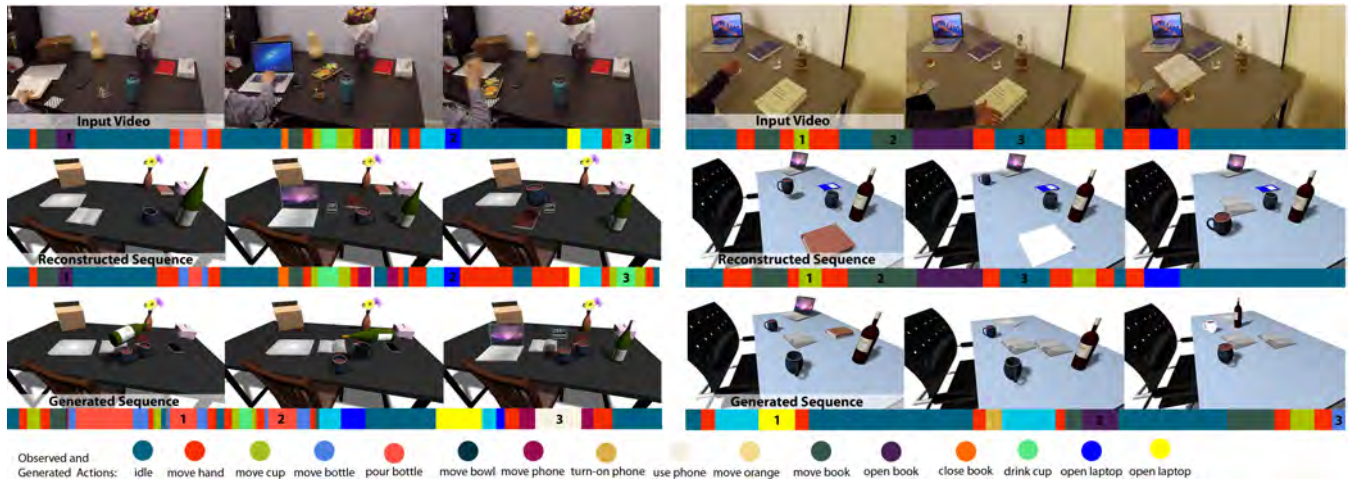 Input Video
1
2
3
Reconstructed Sequence
1
2
3
Generated Sequence
1
2
3
Input Video
1
2
3
Reconstructed Sequence
1
2
3
Generated Sequence
1
2
3
Observed and
Generated Actions:
idle move hand move cup move bottle pour bottle move bowl move phone turn-on phone use phone move orange move book open book close book drink cup open laptop open laptop